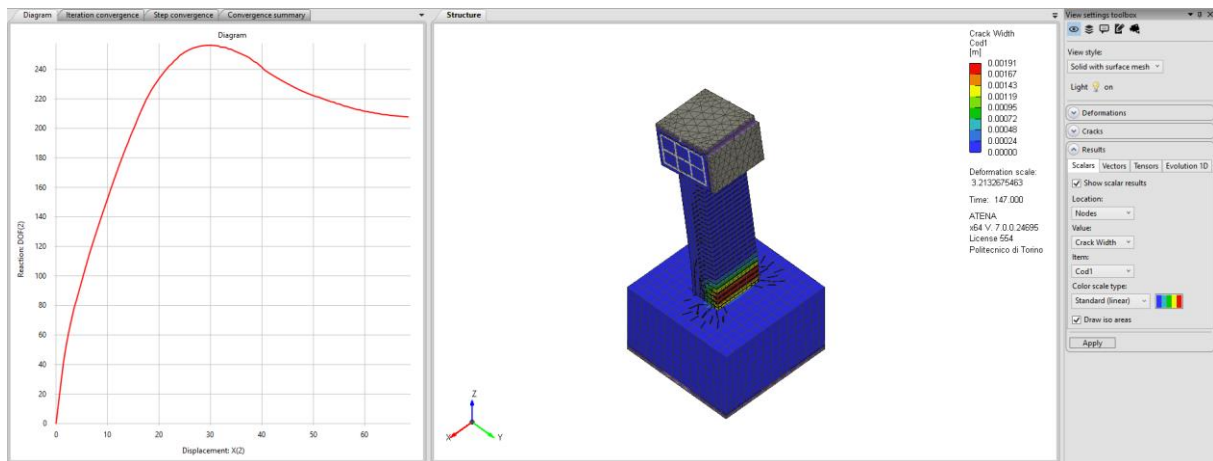 Diagram
Iteration convergence
Step convergence
Convergence summary
Diagram
240
220
200
180
160
140
120
100
80
60
40
20
0
Reaction: DOF(2)
0
10
20
30
40
50
60
Displacement: X(2)
Structure
Crack Width
Cod1
[m]
0.00191
0.00167
0.00143
0.00119
0.00095
0.00072
0.00048
0.00024
0.00000
Deformation scale:
3.2132675463
Time: 147.000
ATENA
x64 V. 7.0.0.24695
License 554
Politecnico di Torino
Z
X
Y
View settings toolbox
View style:
Solid with surface mesh
Light on
Deformations
Cracks
Results
Scalars Vectors Tensors Evolution 1D
Show scalar results
Location:
Nodes
Value:
Crack Width
Item:
Cod1
Color scale type:
Standard (linear)
Draw iso areas
Apply